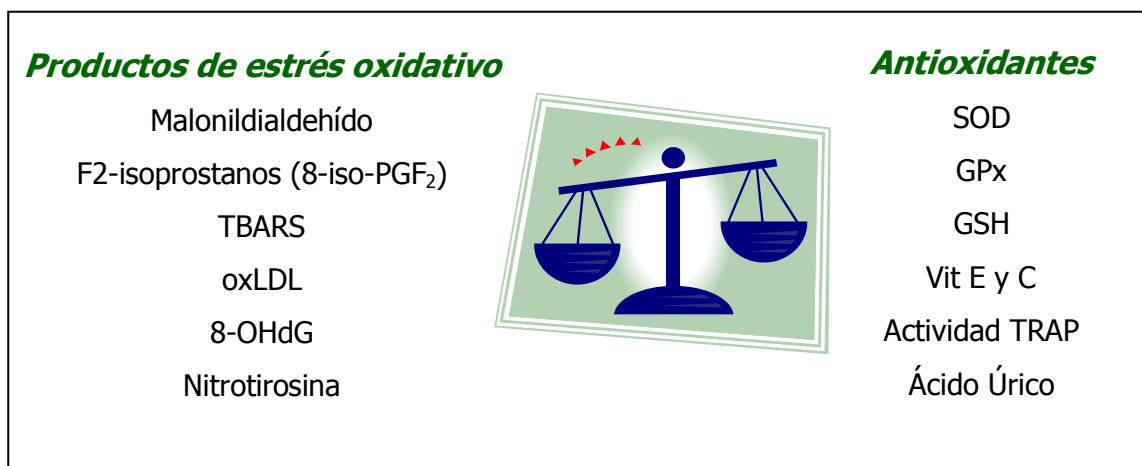 Productos de estrés oxidativo
Malonildialdehído
F2-isoprostanos (8-iso-PGF₂)
TBARS
oxLDL
8-OHdG
Nitrotirosina
Antioxidantes
SOD
GPx
GSH
Vit E y C
Actividad TRAP
Ácido Úrico